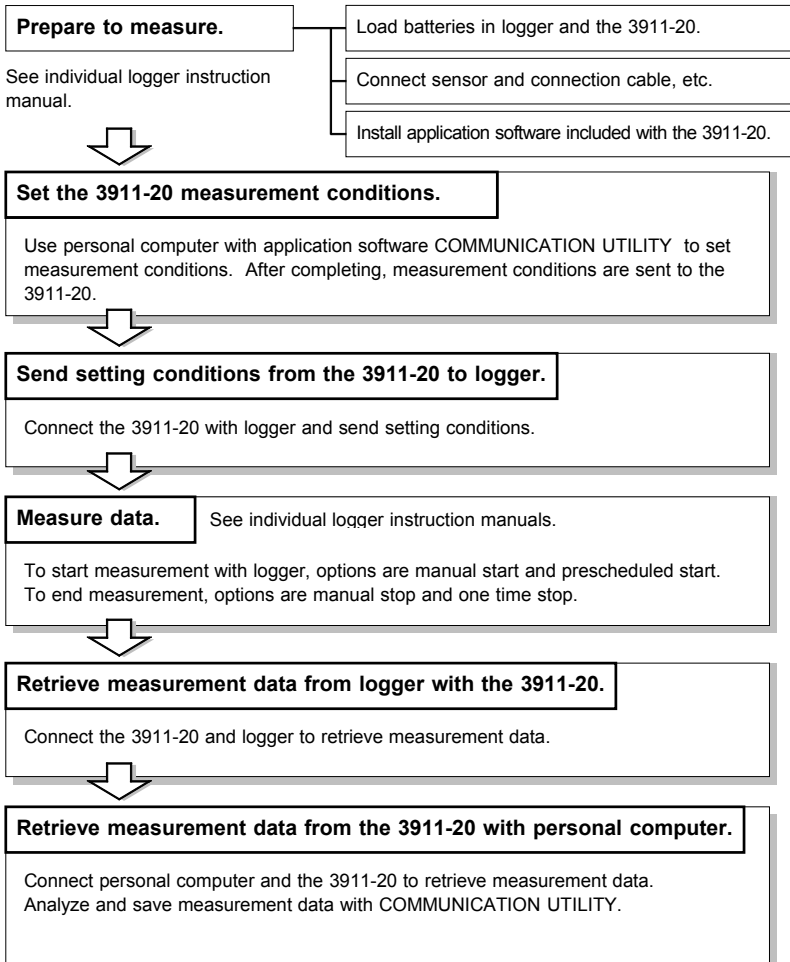 Prepare to measure.
Load batteries in logger and the 3911-20.
See individual logger instruction
manual.
Connect sensor and connection cable, etc.
Install application software included with the 3911-20.
Set the 3911-20 measurement conditions.
Use personal computer with application software COMMUNICATION UTILITY to set
measurement conditions. After completing, measurement conditions are sent to the
3911-20.
Send setting conditions from the 3911-20 to logger.
Connect the 3911-20 with logger and send setting conditions.
Measure data.
See individual logger instruction manuals.
To start measurement with logger, options are manual start and prescheduled start.
To end measurement, options are manual stop and one time stop.
Retrieve measurement data from logger with the 3911-20.
Connect the 3911-20 and logger to retrieve measurement data.
Retrieve measurement data from the 3911-20 with personal computer.
Connect personal computer and the 3911-20 to retrieve measurement data.
Analyze and save measurement data with COMMUNICATION UTILITY.